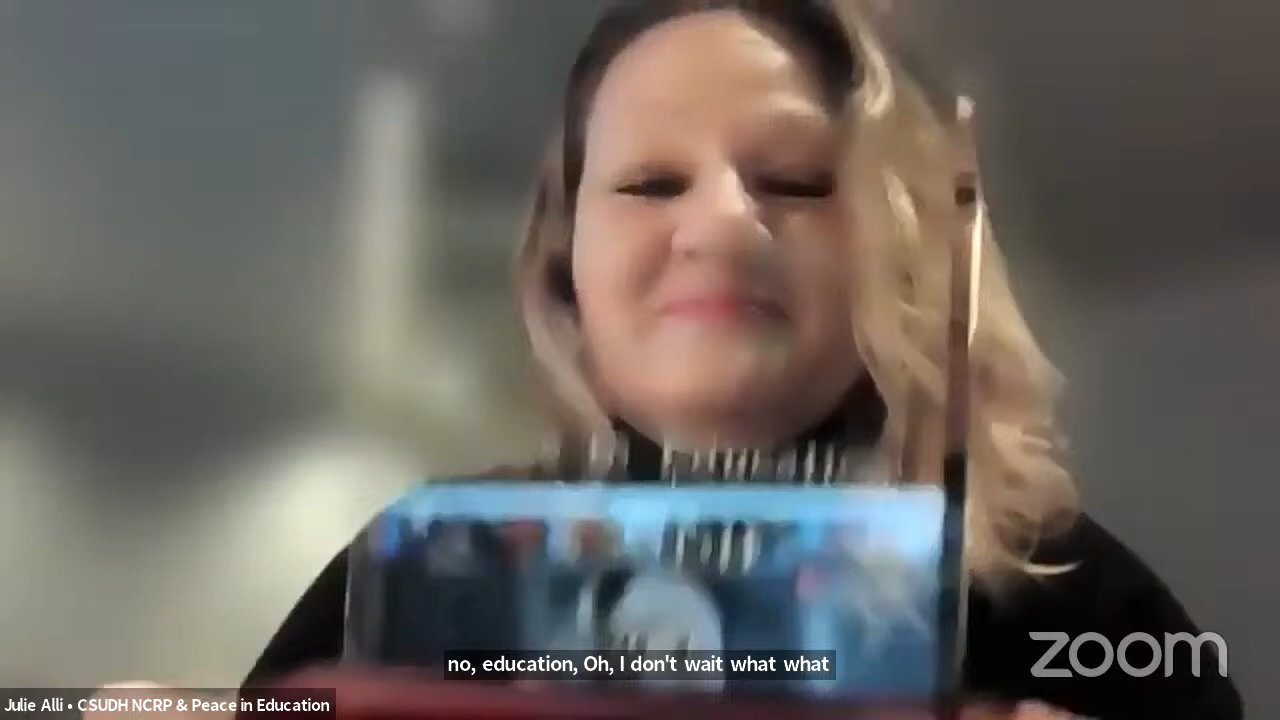 no, education, Oh, I don't wait what what
zoom
Julie Alli • CSUDH NCRP & Peace in Education